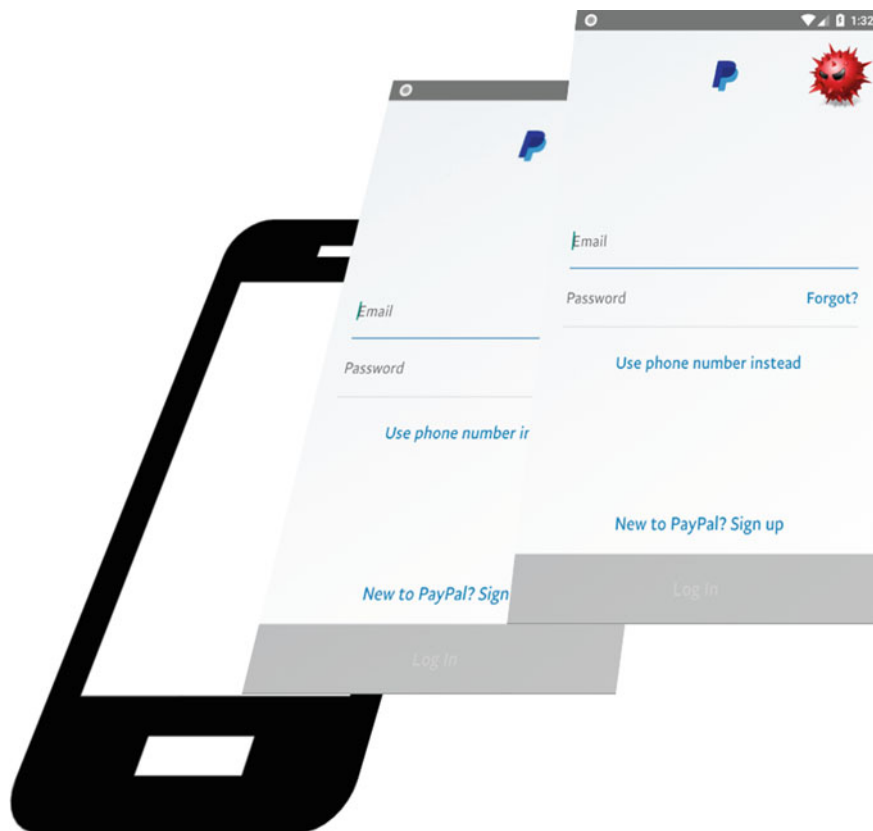 1:32
Email
Password Forgot?
Use phone number instead
New to PayPal? Sign up
Log In
Email
Password
Use phone number in
New to PayPal? Sign
Log In